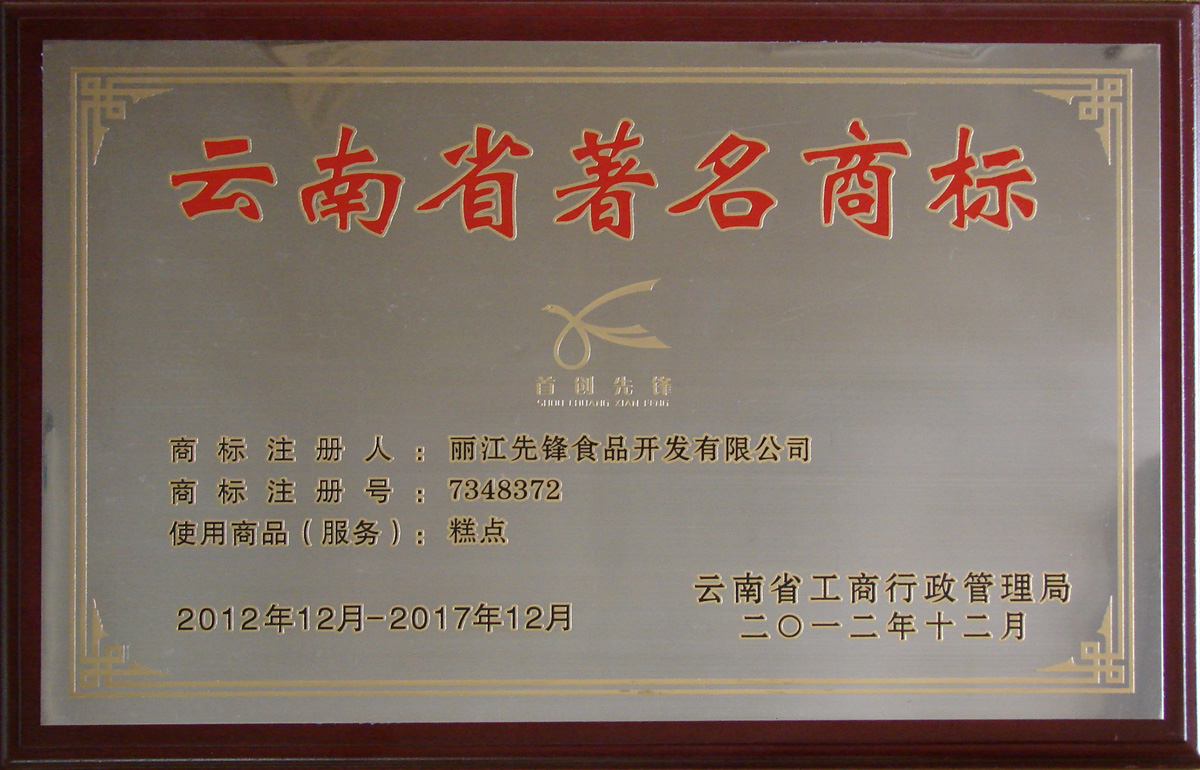 云南省著名商标
首创先锋
SHOU CHUANG XIAN FENG
商标注册人：丽江先锋食品开发有限公司
商标注册号：7348372
使用商品（服务）：糕点
2012年12月-2017年12月
云南省工商行政管理局
二〇一二年十二月